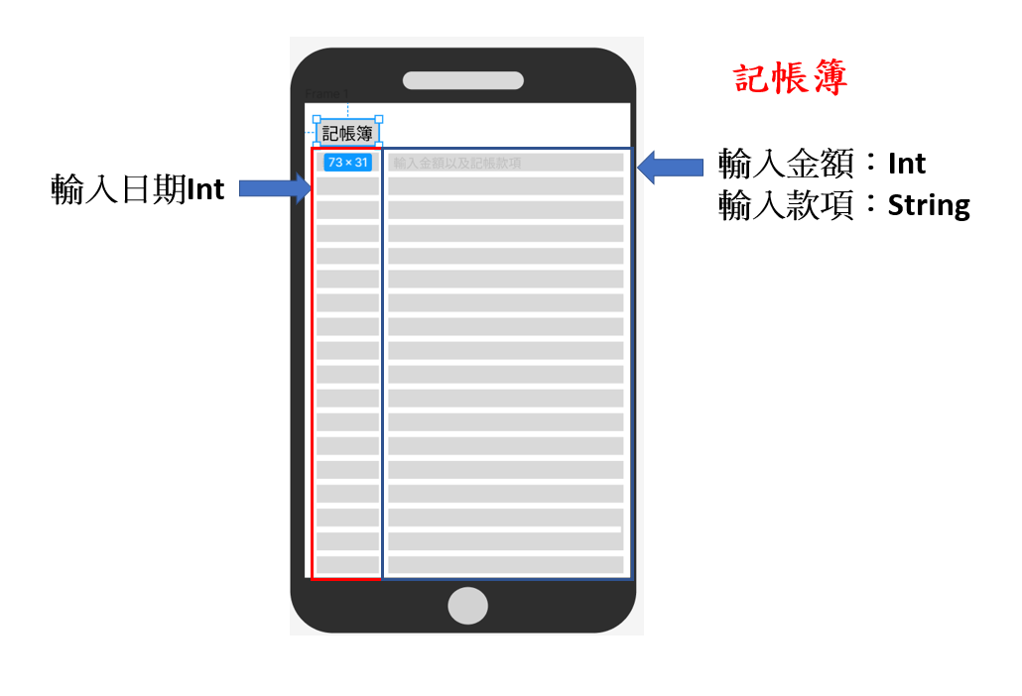 記帳簿
Frame 1
記帳簿
73 × 31
輸入金額以及記帳款項
輸入日期Int
輸入金額：Int
輸入款項：String